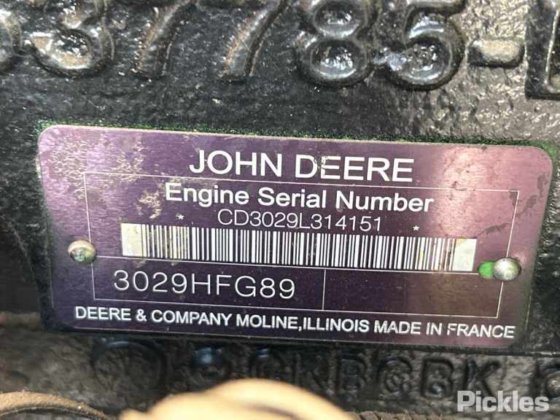 JOHN DEERE
Engine Serial Number
CD3029L314151
3029HFG89
DEERE & COMPANY MOLINE,ILLINOIS MADE IN FRANCE
Pickles